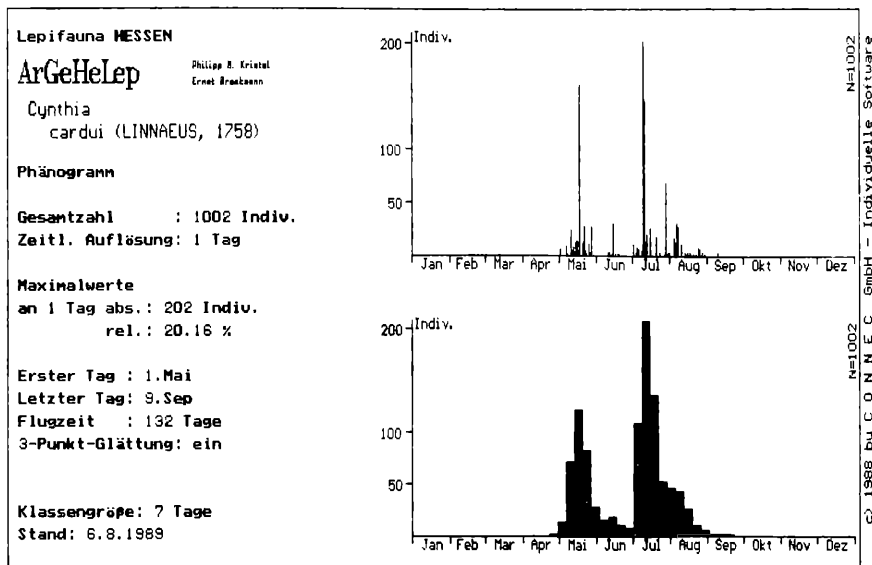 Lepifauna HESSEN
ArGeHeLep
Philipp M. Kristal
Ernst Brockmann
Cynthia
cardui (LINNAEUS, 1758)
Phänogramm
Gesamtzahl : 1002 Indiv.
Zeitl. Auflösung: 1 Tag
Maximalwerte
an 1 Tag abs.: 202 Indiv.
rel.: 20.16 %
Erster Tag : 1.Mai
Letzter Tag: 9.Sep
Flugzeit : 132 Tage
3-Punkt-Glättung: ein
Klassengröße: 7 Tage
Stand: 6.8.1989
Indiv.
200
100
50
Jan Feb Mar Apr Mai Jun Jul Aug Sep Okt Nov Dez
N=1002
Indiv.
200
100
50
Jan Feb Mar Apr Mai Jun Jul Aug Sep Okt Nov Dez
N=1002
c) 1988 by C O N N E C GmbH - Individuelle Software